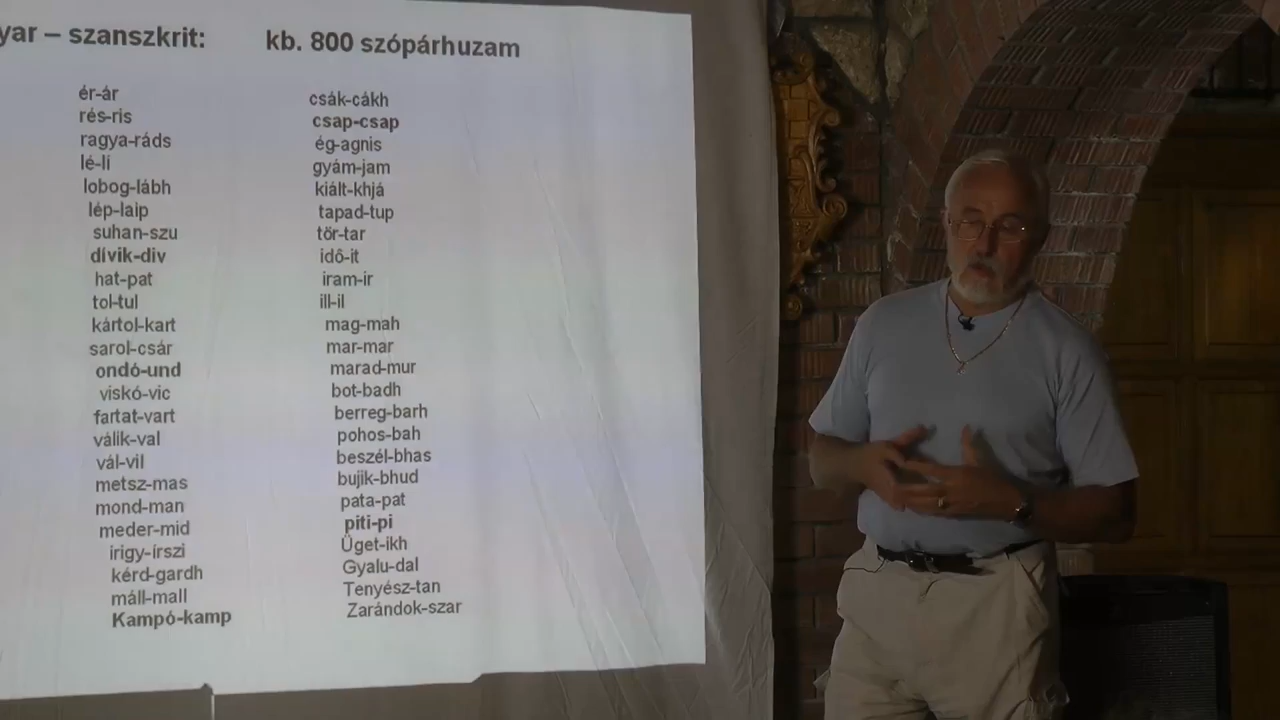 yar – szanszkrit: kb. 800 szópárhuzam
ér-ár
rés-ris
ragya-ráds
lé-lí
lobog-lábh
lép-laip
suhan-szu
dívik-div
hat-pat
tol-tul
kártol-kart
sarol-csár
ondó-und
viskó-vic
fartat-vart
válik-val
vál-vil
metsz-mas
mond-man
meder-mid
irigy-írszi
kérd-gardh
máll-mall
Kampó-kamp
csák-cákh
csap-csap
ég-agnis
gyám-jam
kiált-khjá
tapad-tup
tör-tar
idô-it
iram-ir
ill-il
mag-mah
mar-mar
marad-mur
bot-badh
berreg-barh
pohos-bah
beszél-bhas
bujik-bhud
pata-pat
piti-pi
Üget-ikh
Gyalu-dal
Tenyész-tan
Zarándok-szar